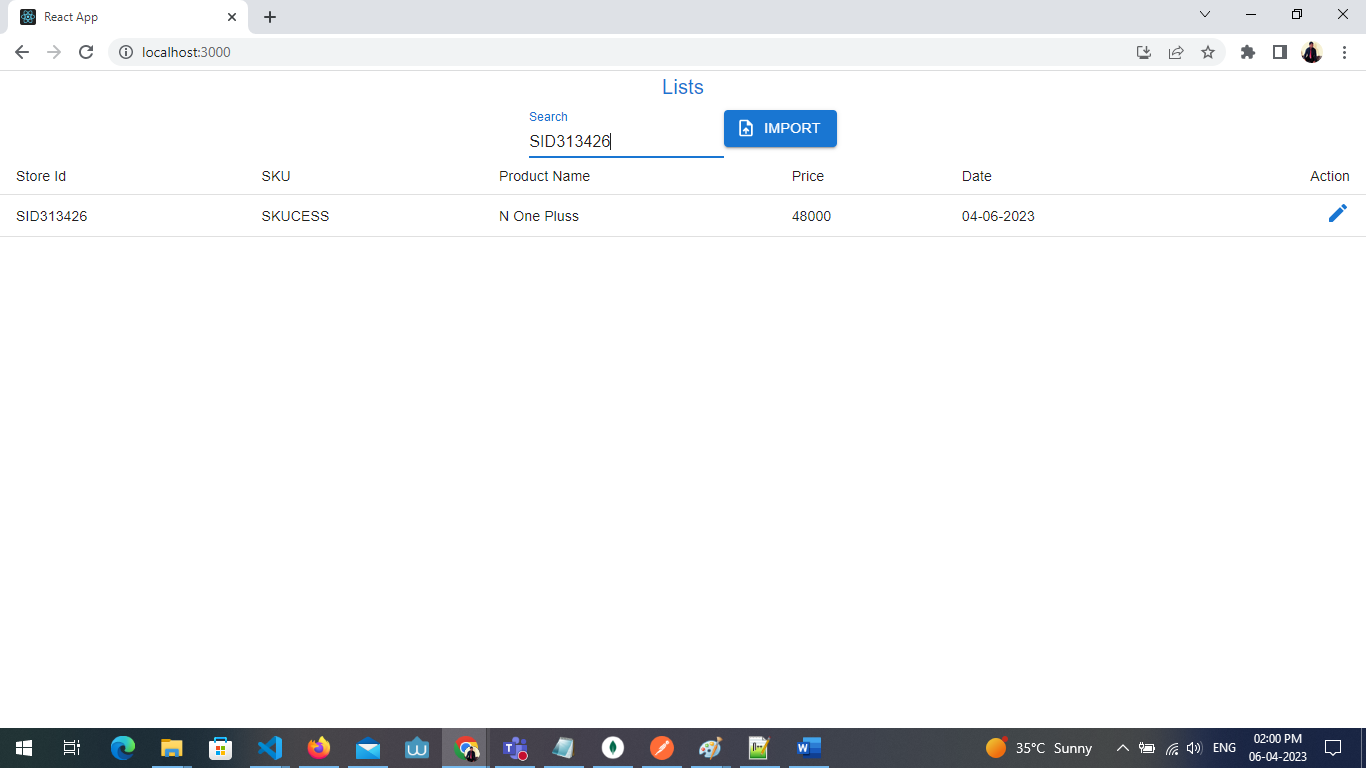 React App
localhost:3000
Lists
Search
SID313426
IMPORT
Store Id SKU Product Name Price Date Action
SID313426 SKUCESS N One Pluss 48000 04-06-2023
35°C Sunny ENG 02:00 PM
06-04-2023